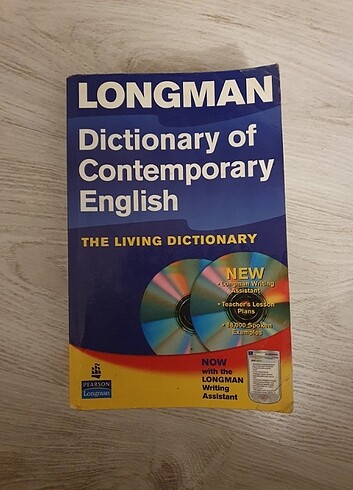 LONGMAN
Dictionary of
Contemporary
English
THE LIVING DICTIONARY
NEW
• Longman Writing
Assistant
• Teacher's Lesson
Plans
• 88,000 Spoken
Examples
NOW
with the
LONGMAN
Writing
Assistant
PEARSON
Longman